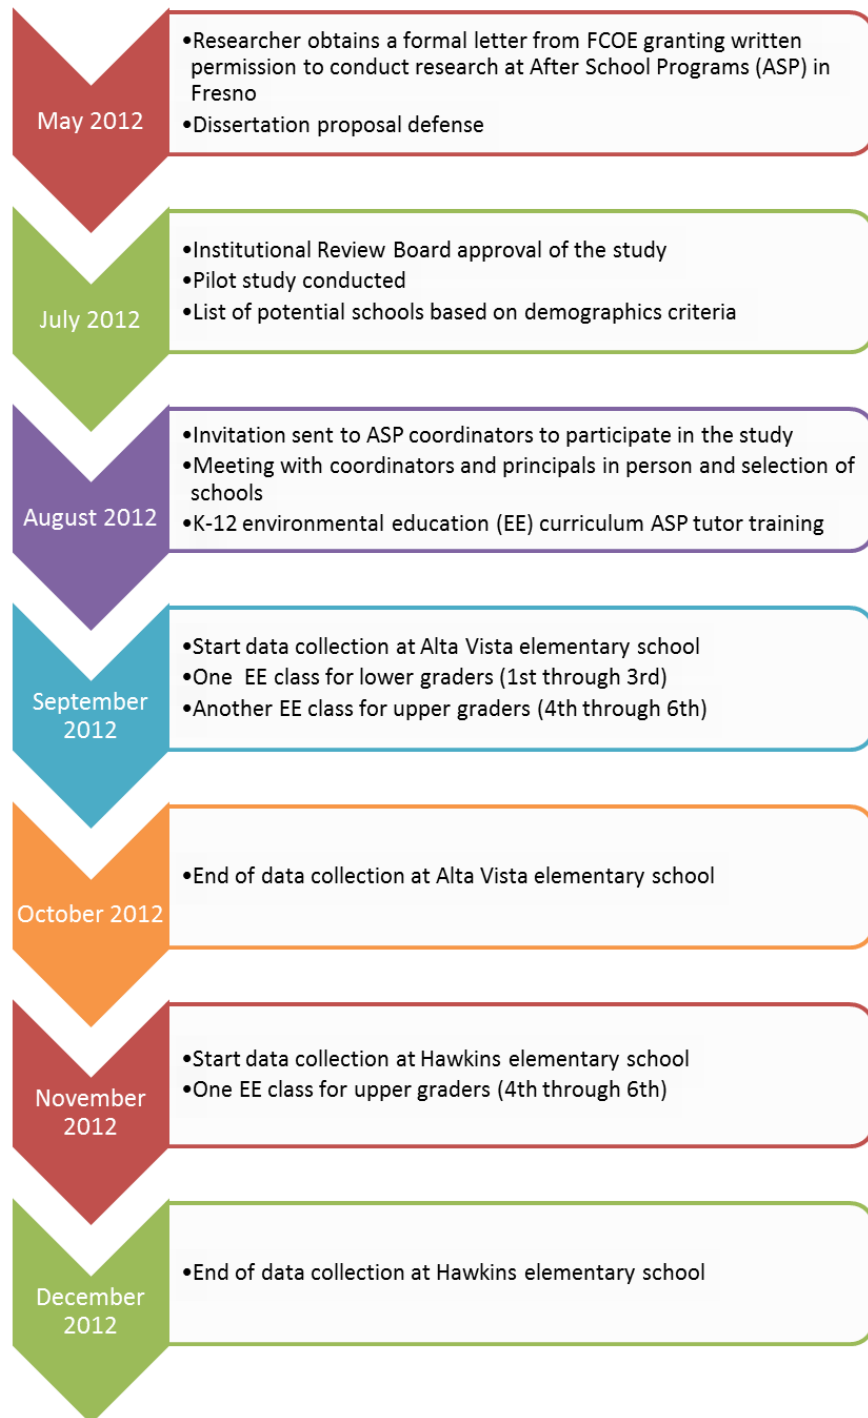 May 2012
•Researcher obtains a formal letter from FCOE granting written
permission to conduct research at After School Programs (ASP) in
Fresno
•Dissertation proposal defense
July 2012
•Institutional Review Board approval of the study
•Pilot study conducted
•List of potential schools based on demographics criteria
August 2012
•Invitation sent to ASP coordinators to participate in the study
•Meeting with coordinators and principals in person and selection of
schools
•K-12 environmental education (EE) curriculum ASP tutor training
September
2012
•Start data collection at Alta Vista elementary school
•One EE class for lower graders (1st through 3rd)
•Another EE class for upper graders (4th through 6th)
October 2012
•End of data collection at Alta Vista elementary school
November
2012
•Start data collection at Hawkins elementary school
•One EE class for upper graders (4th through 6th)
December
2012
•End of data collection at Hawkins elementary school